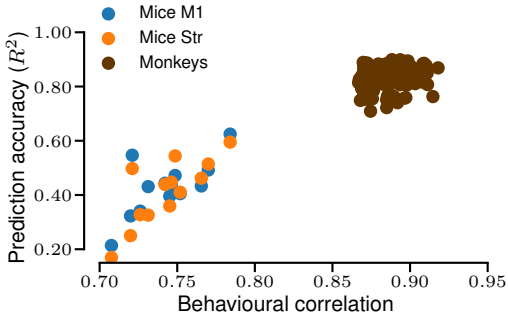 Mice M1
Mice Str
Monkeys
Prediction accuracy (R²)
1.00
0.80
0.60
0.40
0.20
0.70 0.75 0.80 0.85 0.90 0.95
Behavioural correlation